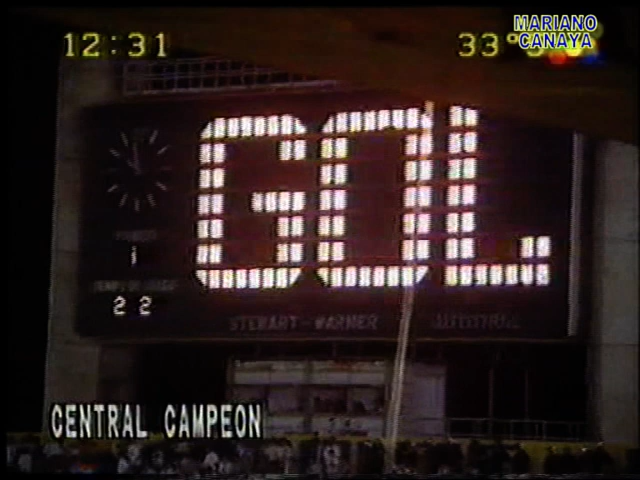 MARIANO
CANAYA
12:31
33°
GOL
1
2 2
STEWART-WARNER
CENTRAL CAMPEON